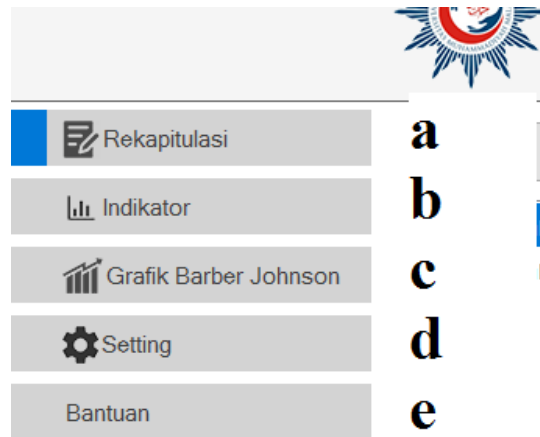 Rekapitulasi a
Indikator b
Grafik Barber Johnson c
Setting d
Bantuan e